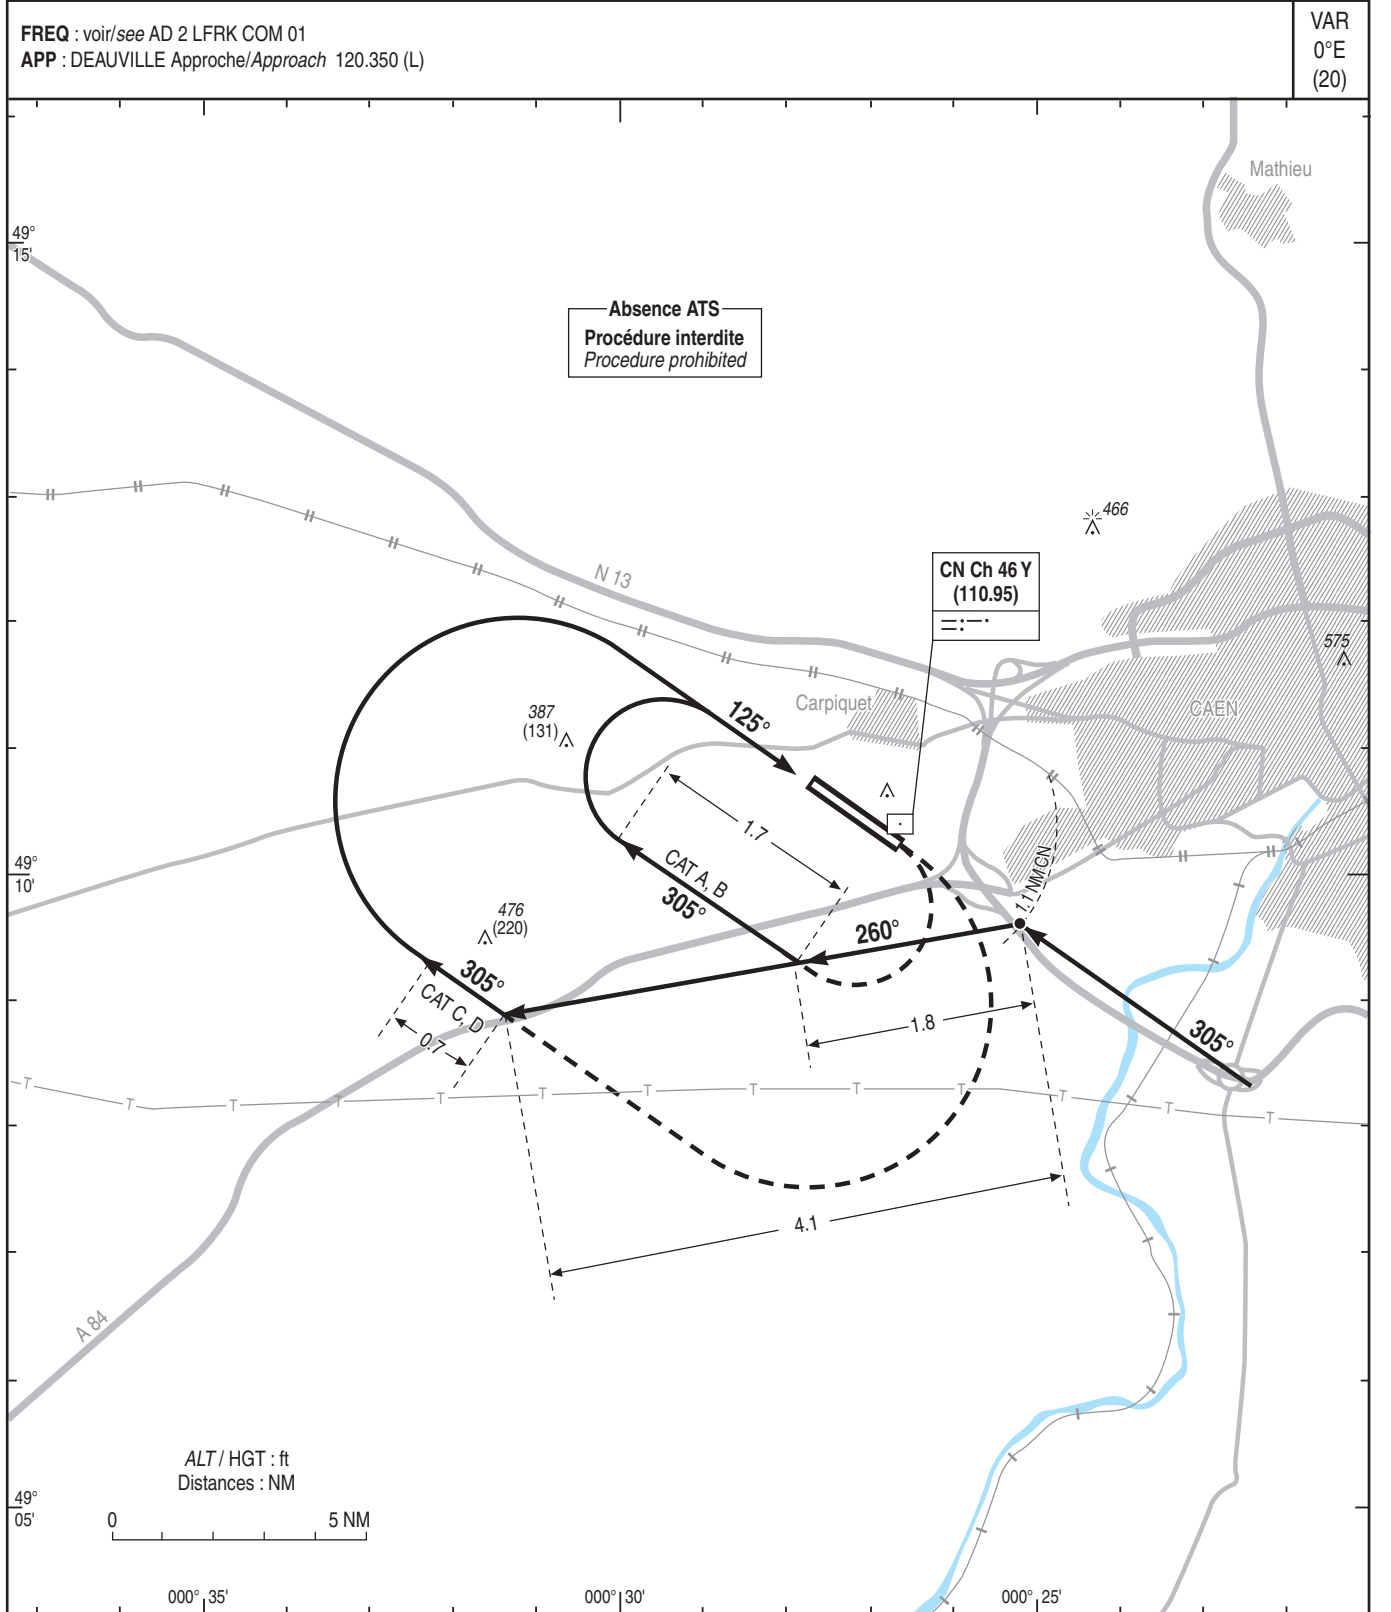 FREQ : voir/see AD 2 LFRK COM 01
APP : DEAUVILLE Approche/Approach 120.350 (L)
VAR
0°E
(20)
Mathieu
49°
15'
Absence ATS
Procédure interdite
Procedure prohibited
466
N 13
CN Ch 46 Y
(110.95)
575
Carpiquet
CAEN
387
(131)
125°
1.7
CAT A, B
305°
49°
10'
1.1 NM CN
476
(220)
260°
305°
CAT C, D
0.7
1.8
305°
T T T T T T T T T T T T T
4.1
A 84
ALT / HGT : ft
Distances : NM
49°
05'
0 5 NM
000° 35' 000° 30' 000° 25'